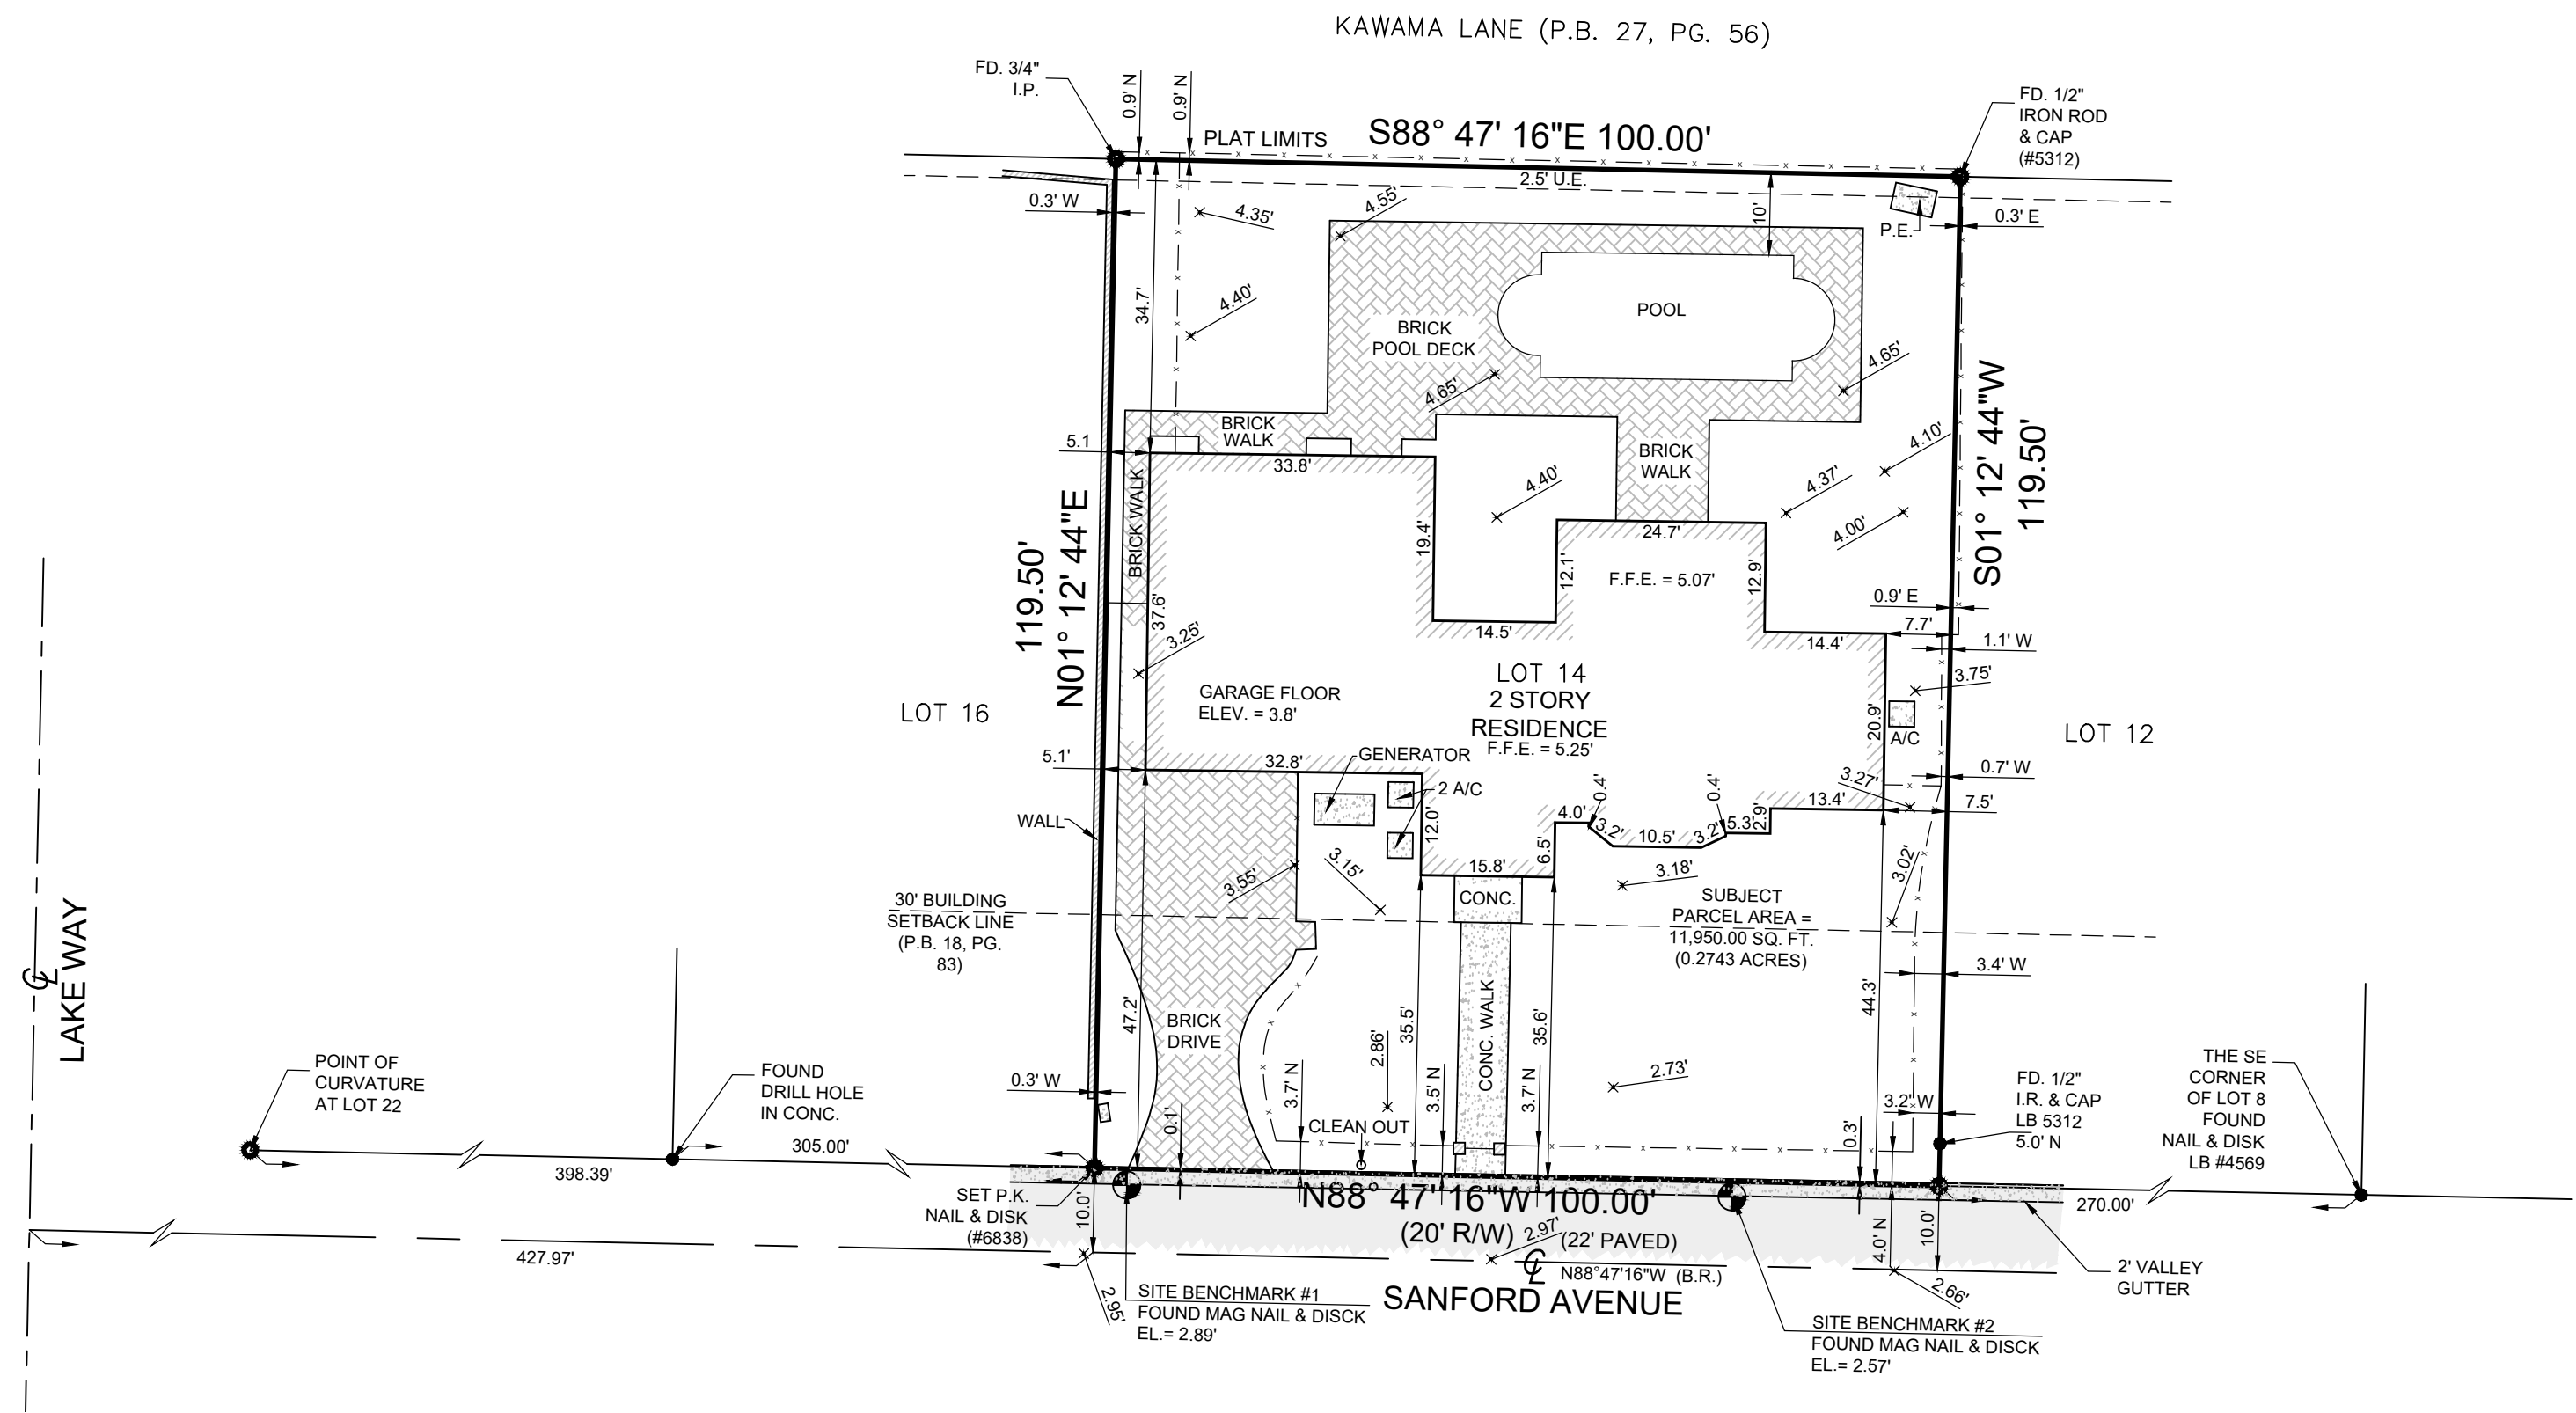 KAWAMA LANE (P.B. 27, PG. 56)
FD. 3/4"
I.P.
0.9' N
0.9' N
PLAT LIMITS
S88° 47' 16"E 100.00'
FD. 1/2"
IRON ROD
& CAP
(#5312)
2.5' U.E.
0.3' W
4.35'
4.55'
10'
P.E.
0.3' E
34.7'
4.40'
POOL
BRICK
POOL DECK
4.65'
4.65'
BRICK
WALK
5.1
33.8'
BRICK
WALK
4.10'
4.37'
4.00'
S01° 12' 44"W
119.50'
BRICK WALK
4.40'
19.4'
24.7'
12.1'
F.F.E. = 5.07'
12.9'
119.50'
N01° 12' 44"E
37.6'
3.25'
14.5'
14.4'
0.9' E
7.7'
1.1' W
LOT 14
2 STORY
RESIDENCE
F.F.E. = 5.25'
GARAGE FLOOR
ELEV. = 3.8'
3.75'
20.9'
A/C
LOT 16
LOT 12
5.1'
32.8'
GENERATOR
2 A/C
0.7' W
3.27'
7.5'
WALL
12.0'
4.0'
0.4'
3.2'
10.5'
3.2'
0.4'
5.3'
2.9'
13.4'
6.5'
15.8'
3.55'
3.15'
3.18'
3.02'
CONC.
SUBJECT
PARCEL AREA =
11,950.00 SQ. FT.
(0.2743 ACRES)
30' BUILDING
SETBACK LINE
(P.B. 18, PG.
83)
3.4' W
LAKE WAY
47.2'
BRICK
DRIVE
35.5'
CONC. WALK
35.6'
44.3'
2.86'
2.73'
POINT OF
CURVATURE
AT LOT 22
FOUND
DRILL HOLE
IN CONC.
0.3' W
0.1'
3.7' N
3.5' N
3.7' N
CLEAN OUT
0.3'
3.2' W
FD. 1/2"
I.R. & CAP
LB 5312
5.0' N
THE SE
CORNER
OF LOT 8
FOUND
NAIL & DISK
LB #4569
305.00'
398.39'
SET P.K.
NAIL & DISK
(#6838)
10.0'
N88° 47' 16"W 100.00'
(20' R/W)
2.97'
(22' PAVED)
4.0' N
10.0'
270.00'
427.97'
N88°47'16"W (B.R.)
SANFORD AVENUE
2.95'
2.66'
2' VALLEY
GUTTER
SITE BENCHMARK #1
FOUND MAG NAIL & DISCK
EL.= 2.89'
SITE BENCHMARK #2
FOUND MAG NAIL & DISCK
EL.= 2.57'